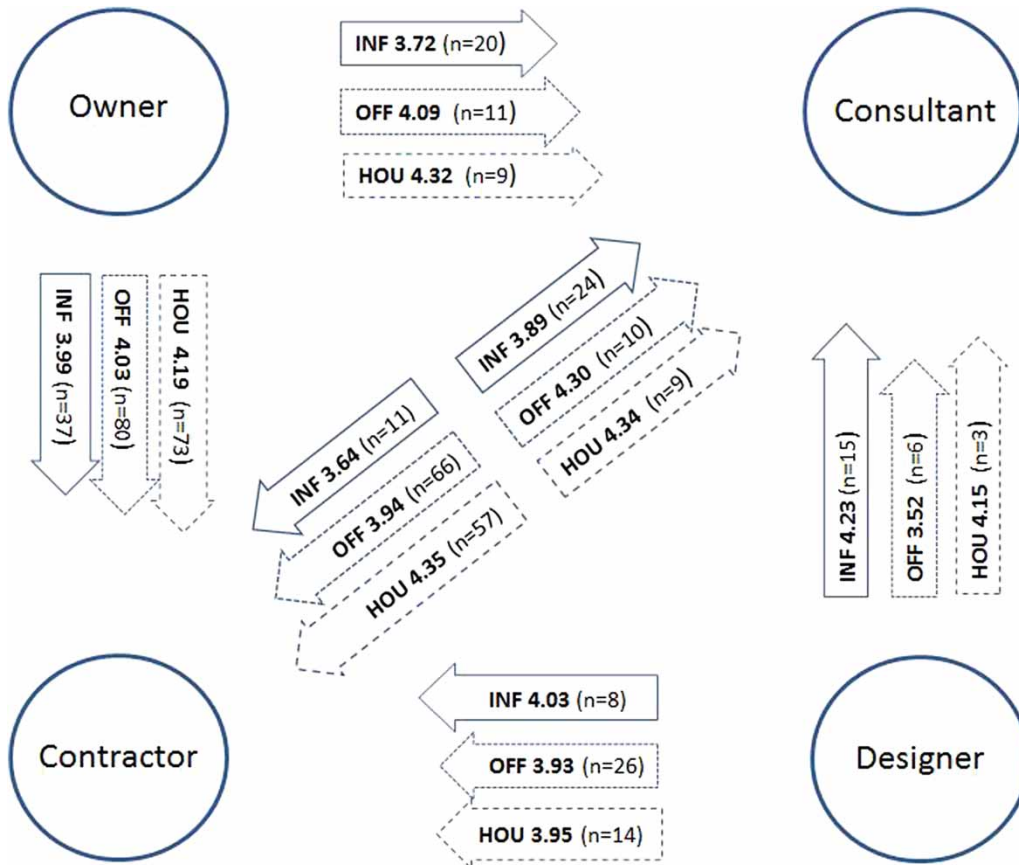 Owner
INF 3.72 (n=20)
OFF 4.09 (n=11)
HOU 4.32 (n=9)
Consultant
INF 3.99 (n=37)
OFF 4.03 (n=80)
HOU 4.19 (n=73)
INF 3.89 (n=24)
OFF 4.30 (n=10)
HOU 4.34 (n=9)
INF 3.64 (n=11)
OFF 3.94 (n=66)
HOU 4.35 (n=57)
INF 4.23 (n=15)
OFF 3.52 (n=6)
HOU 4.15 (n=3)
Contractor
INF 4.03 (n=8)
OFF 3.93 (n=26)
HOU 3.95 (n=14)
Designer